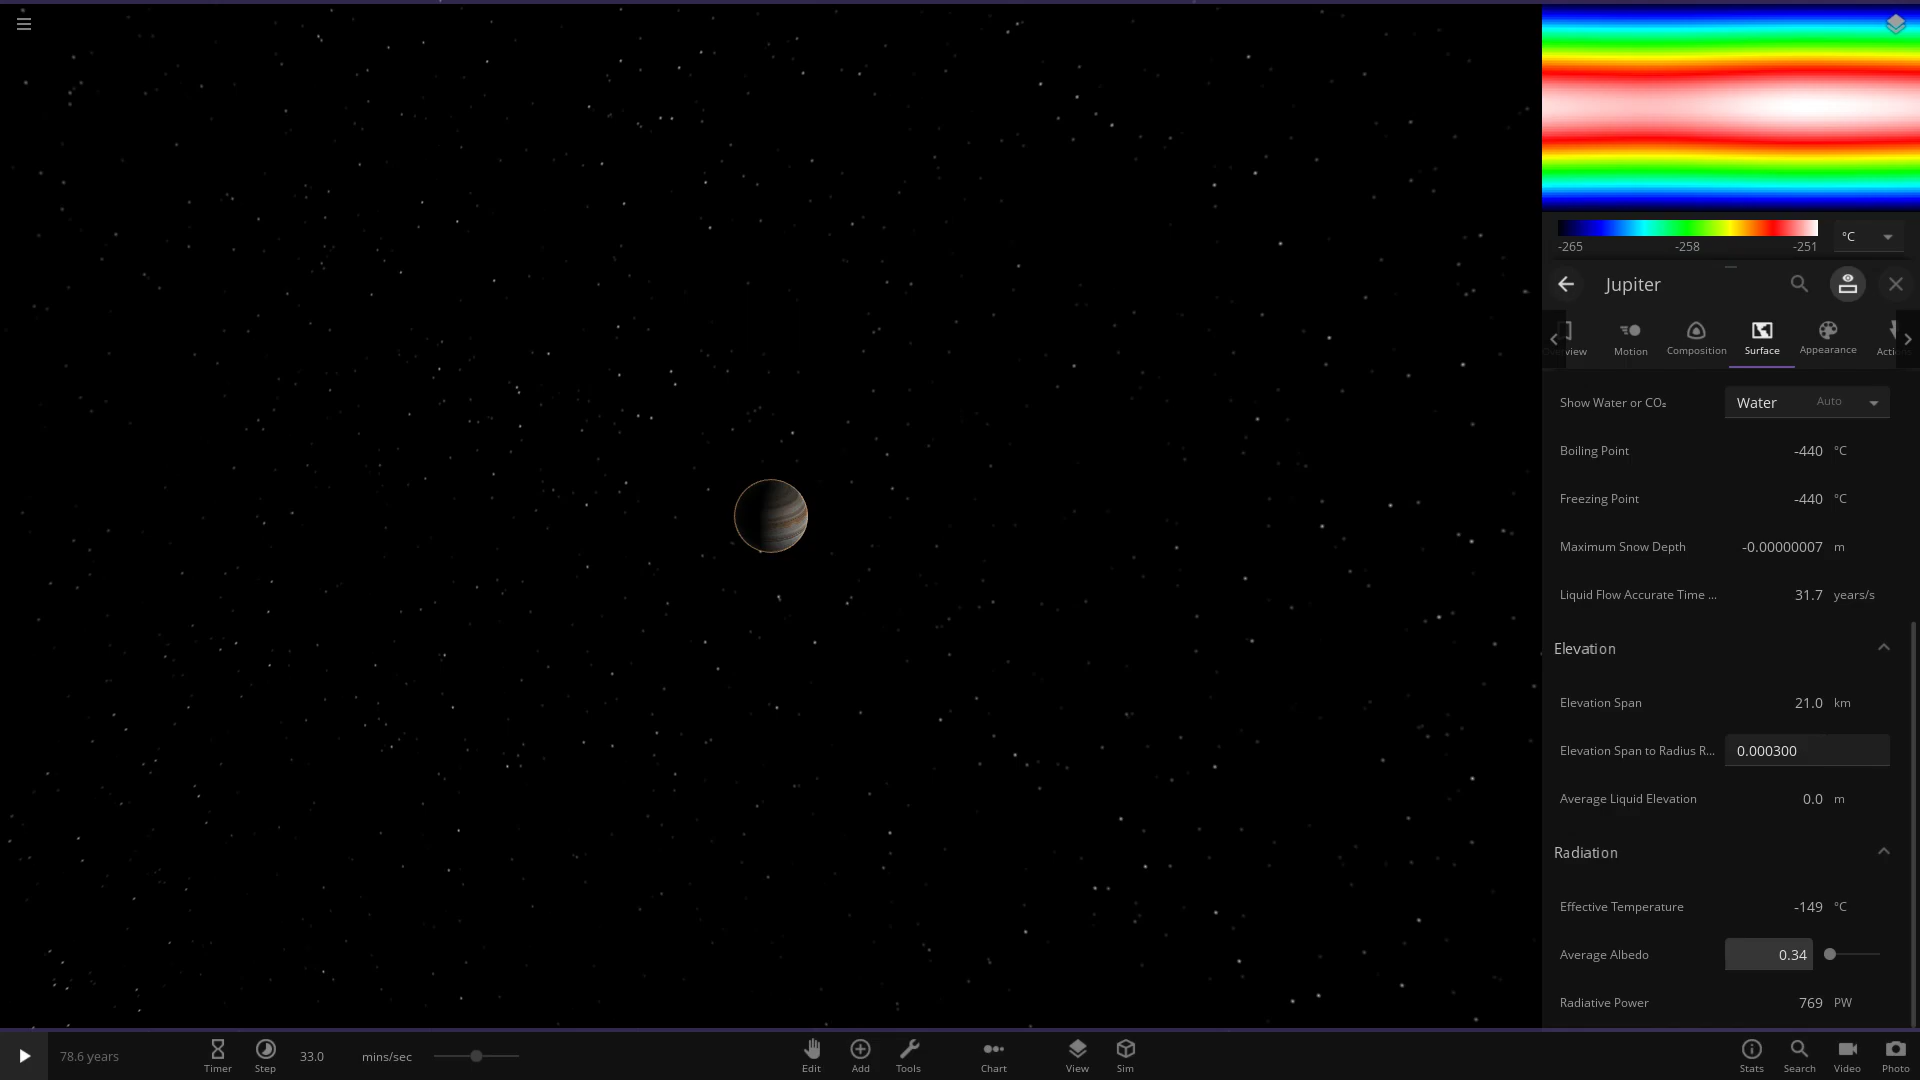 -265 -258 -251 °C
Jupiter
view Motion Composition Surface Appearance Acti
Show Water or CO₂ Water Auto
Boiling Point -440 °C
Freezing Point -440 °C
Maximum Snow Depth -0.00000007 m
Liquid Flow Accurate Time ... 31.7 years/s
Elevation
Elevation Span 21.0 km
Elevation Span to Radius R... 0.000300
Average Liquid Elevation 0.0 m
Radiation
Effective Temperature -149 °C
Average Albedo 0.34
Radiative Power 769 PW
78.6 years Timer Step 33.0 mins/sec Edit Add Tools Chart View Sim Stats Search Video Photo